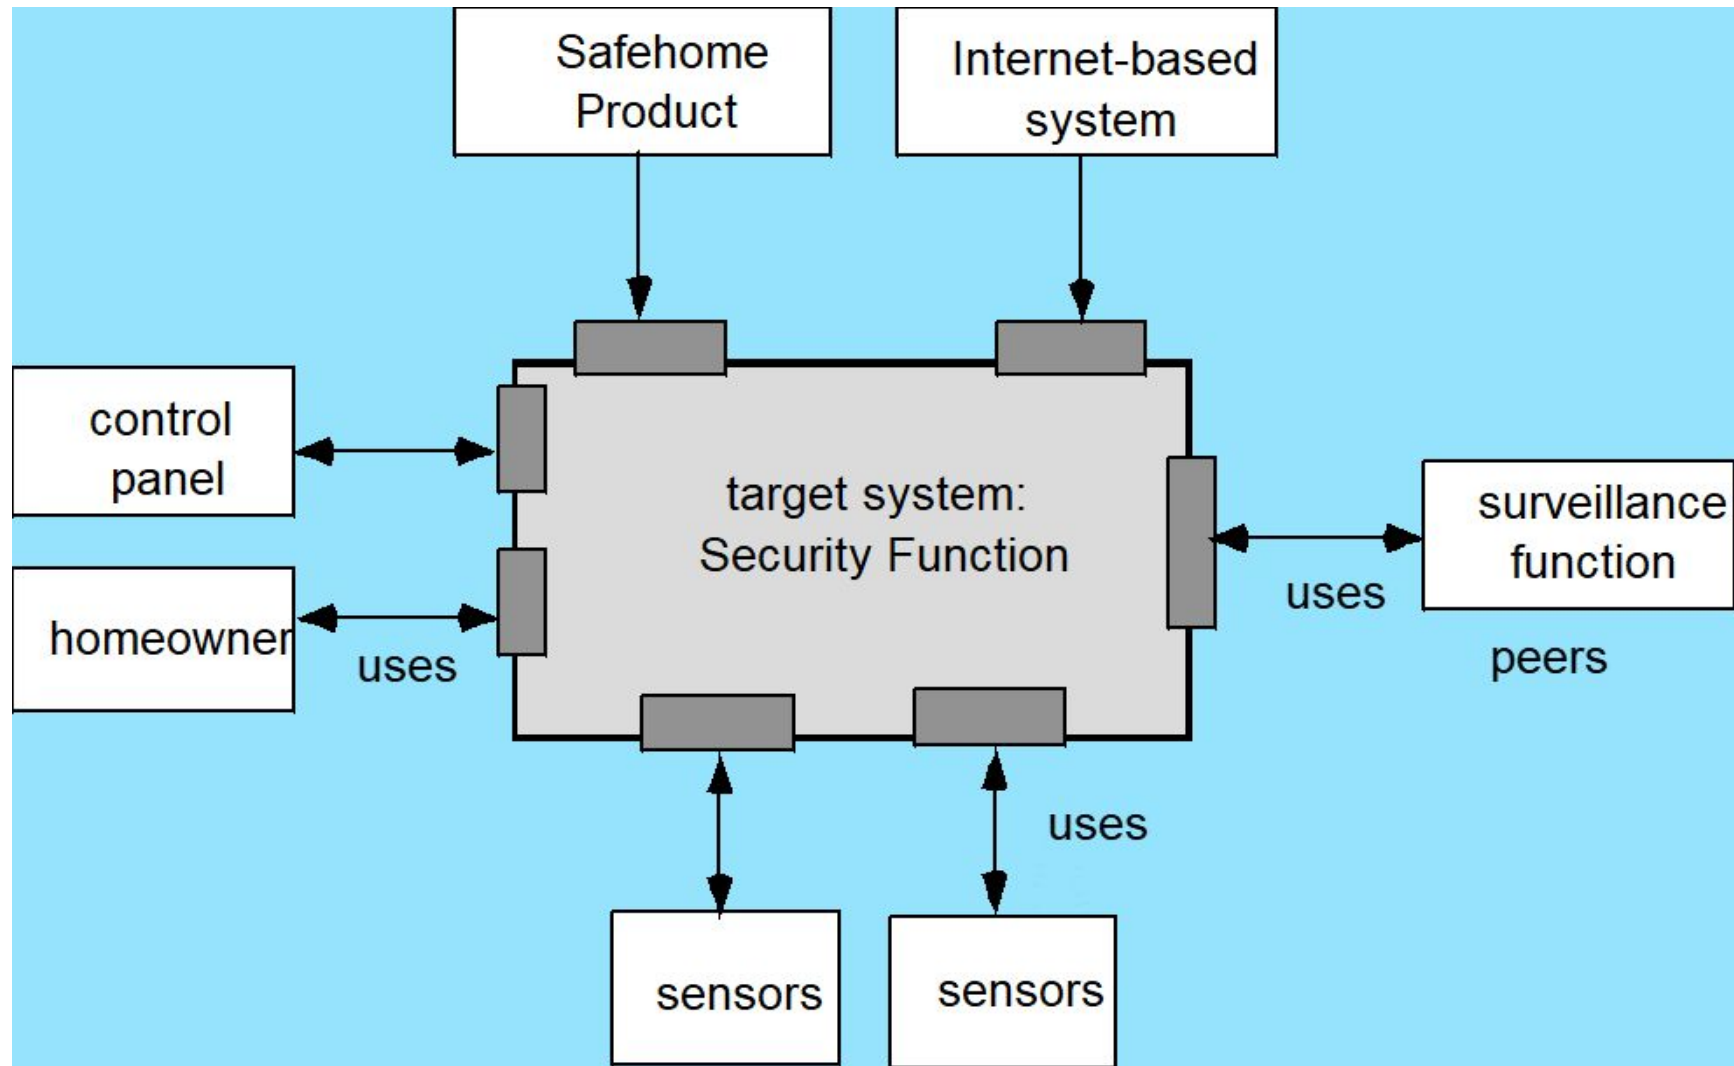 Safehome
Product
Internet-based
system
control
panel
target system:
Security Function
surveillance
function
uses
homeowner
uses
peers
uses
sensors
sensors